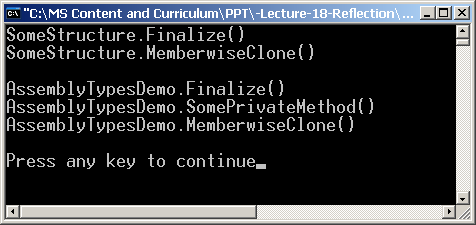 "C:\MS Content and Curriculum\PPT\-Lecture-18-Reflection\...
SomeStructure.Finalize()
SomeStructure.MemberwiseClone()
AssemblyTypesDemo.Finalize()
AssemblyTypesDemo.SomePrivateMethod()
AssemblyTypesDemo.MemberwiseClone()
Press any key to continue_